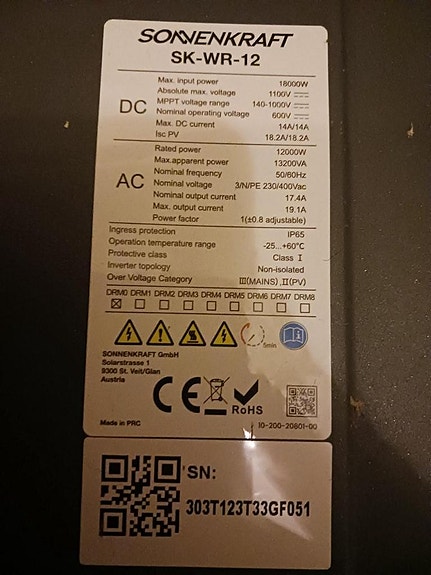 SONNENKRAFT
SK-WR-12
DC
Max. input power 18000W
Absolute max. voltage 1100V
MPPT voltage range 140-1000V
Nominal operating voltage 600V
Max. DC current 14A/14A
Isc PV 18.2A/18.2A
AC
Rated power 12000W
Max.apparent power 13200VA
Nominal frequency 50/60Hz
Nominal voltage 3/N/PE 230/400Vac
Nominal output current 17.4A
Max. output current 19.1A
Power factor 1(±0.8 adjustable)
Ingress protection IP65
Operation temperature range -25...+60℃
Protective class Class Ⅰ
Inverter topology Non-isolated
Over Voltage Category Ⅲ(MAINS),Ⅱ(PV)
DRM0 DRM1 DRM2 DRM3 DRM4 DRM5 DRM6 DRM7 DRM8
5min
SONNENKRAFT GmbH
Solarstrasse 1
9300 St. Veit/Glan
Austria
CE
RoHS
Made in PRC
I0-200-20601-00
SN:
303T123T33GF051